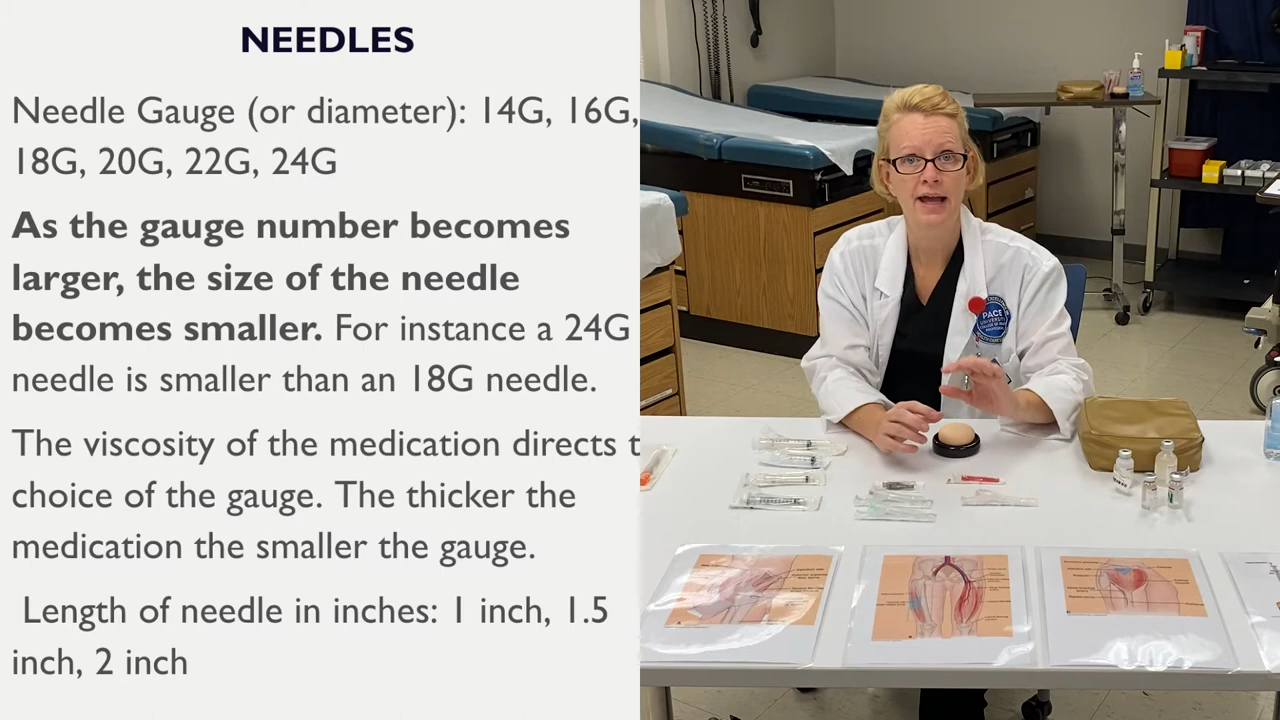 NEEDLES
Needle Gauge (or diameter): 14G, 16G,
18G, 20G, 22G, 24G
As the gauge number becomes
larger, the size of the needle
becomes smaller. For instance a 24G
needle is smaller than an 18G needle.
The viscosity of the medication directs t
choice of the gauge. The thicker the
medication the smaller the gauge.
Length of needle in inches: 1 inch, 1.5
inch, 2 inch
PACE
UNIVERSITY